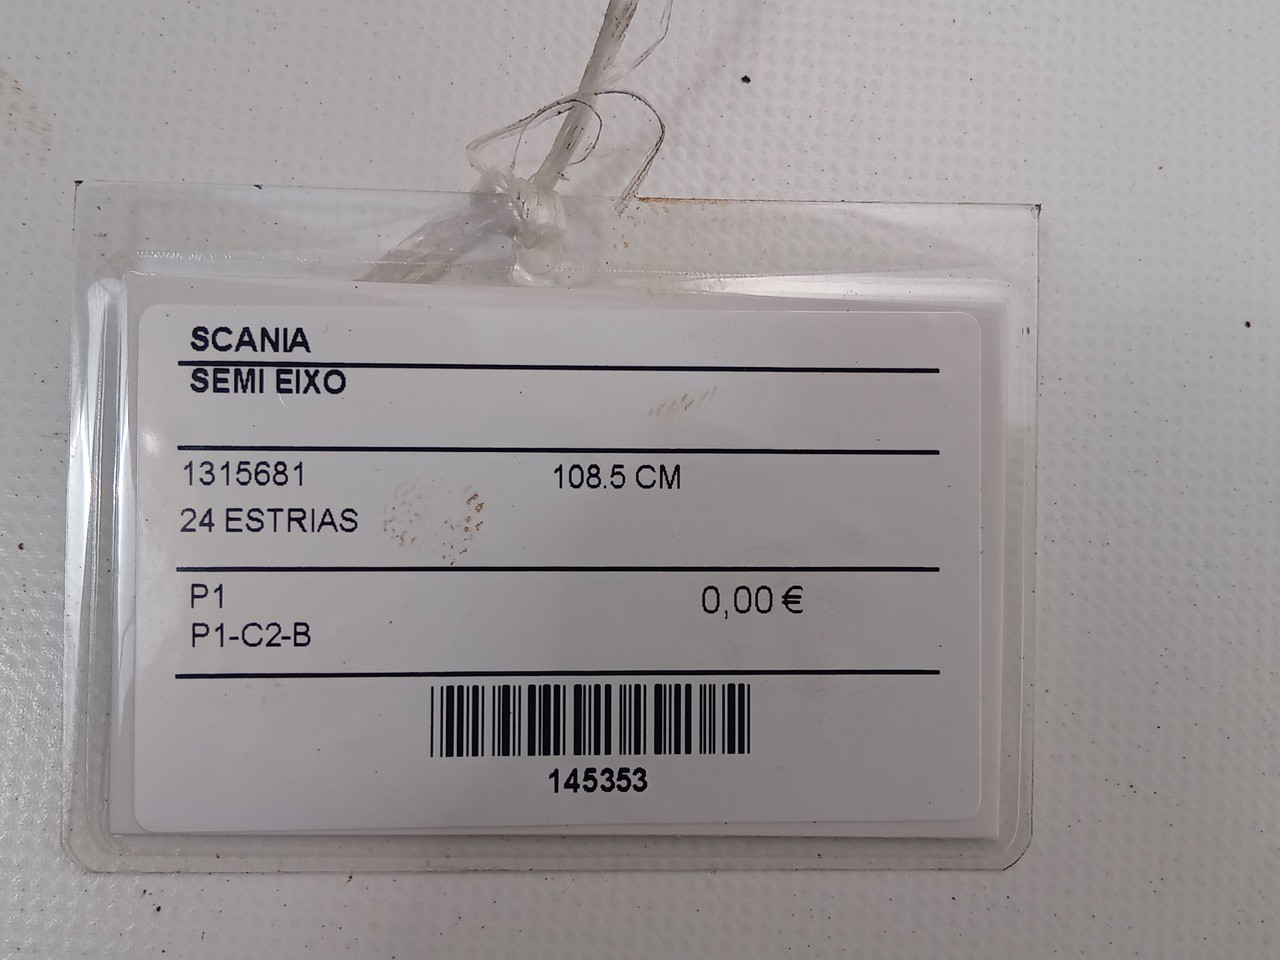 SCANIA
SEMI EIXO
1315681 108.5 CM
24 ESTRIAS
P1 0,00 €
P1-C2-B
145353